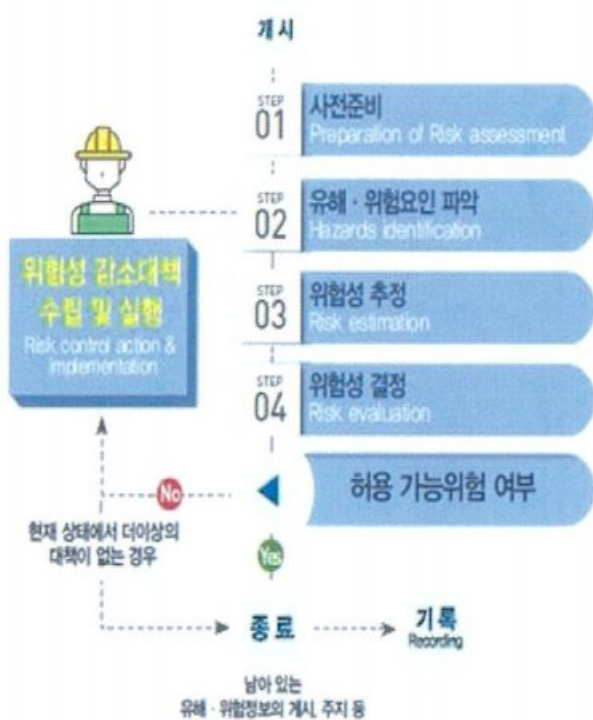 개시
STEP
01
사전준비
Preparation of Risk assessment
STEP
02
유해 · 위험요인 파악
Hazards identification
위험성 감소대책
수립 및 실행
Risk control action &
implementation
STEP
03
위험성 추정
Risk estimation
STEP
04
위험성 결정
Risk evaluation
허용 가능위험 여부
No
현재 상태에서 더이상의
대책이 없는 경우
Yes
종료
기록
Recording
남아 있는
유해 · 위험정보의 게시, 주지 등